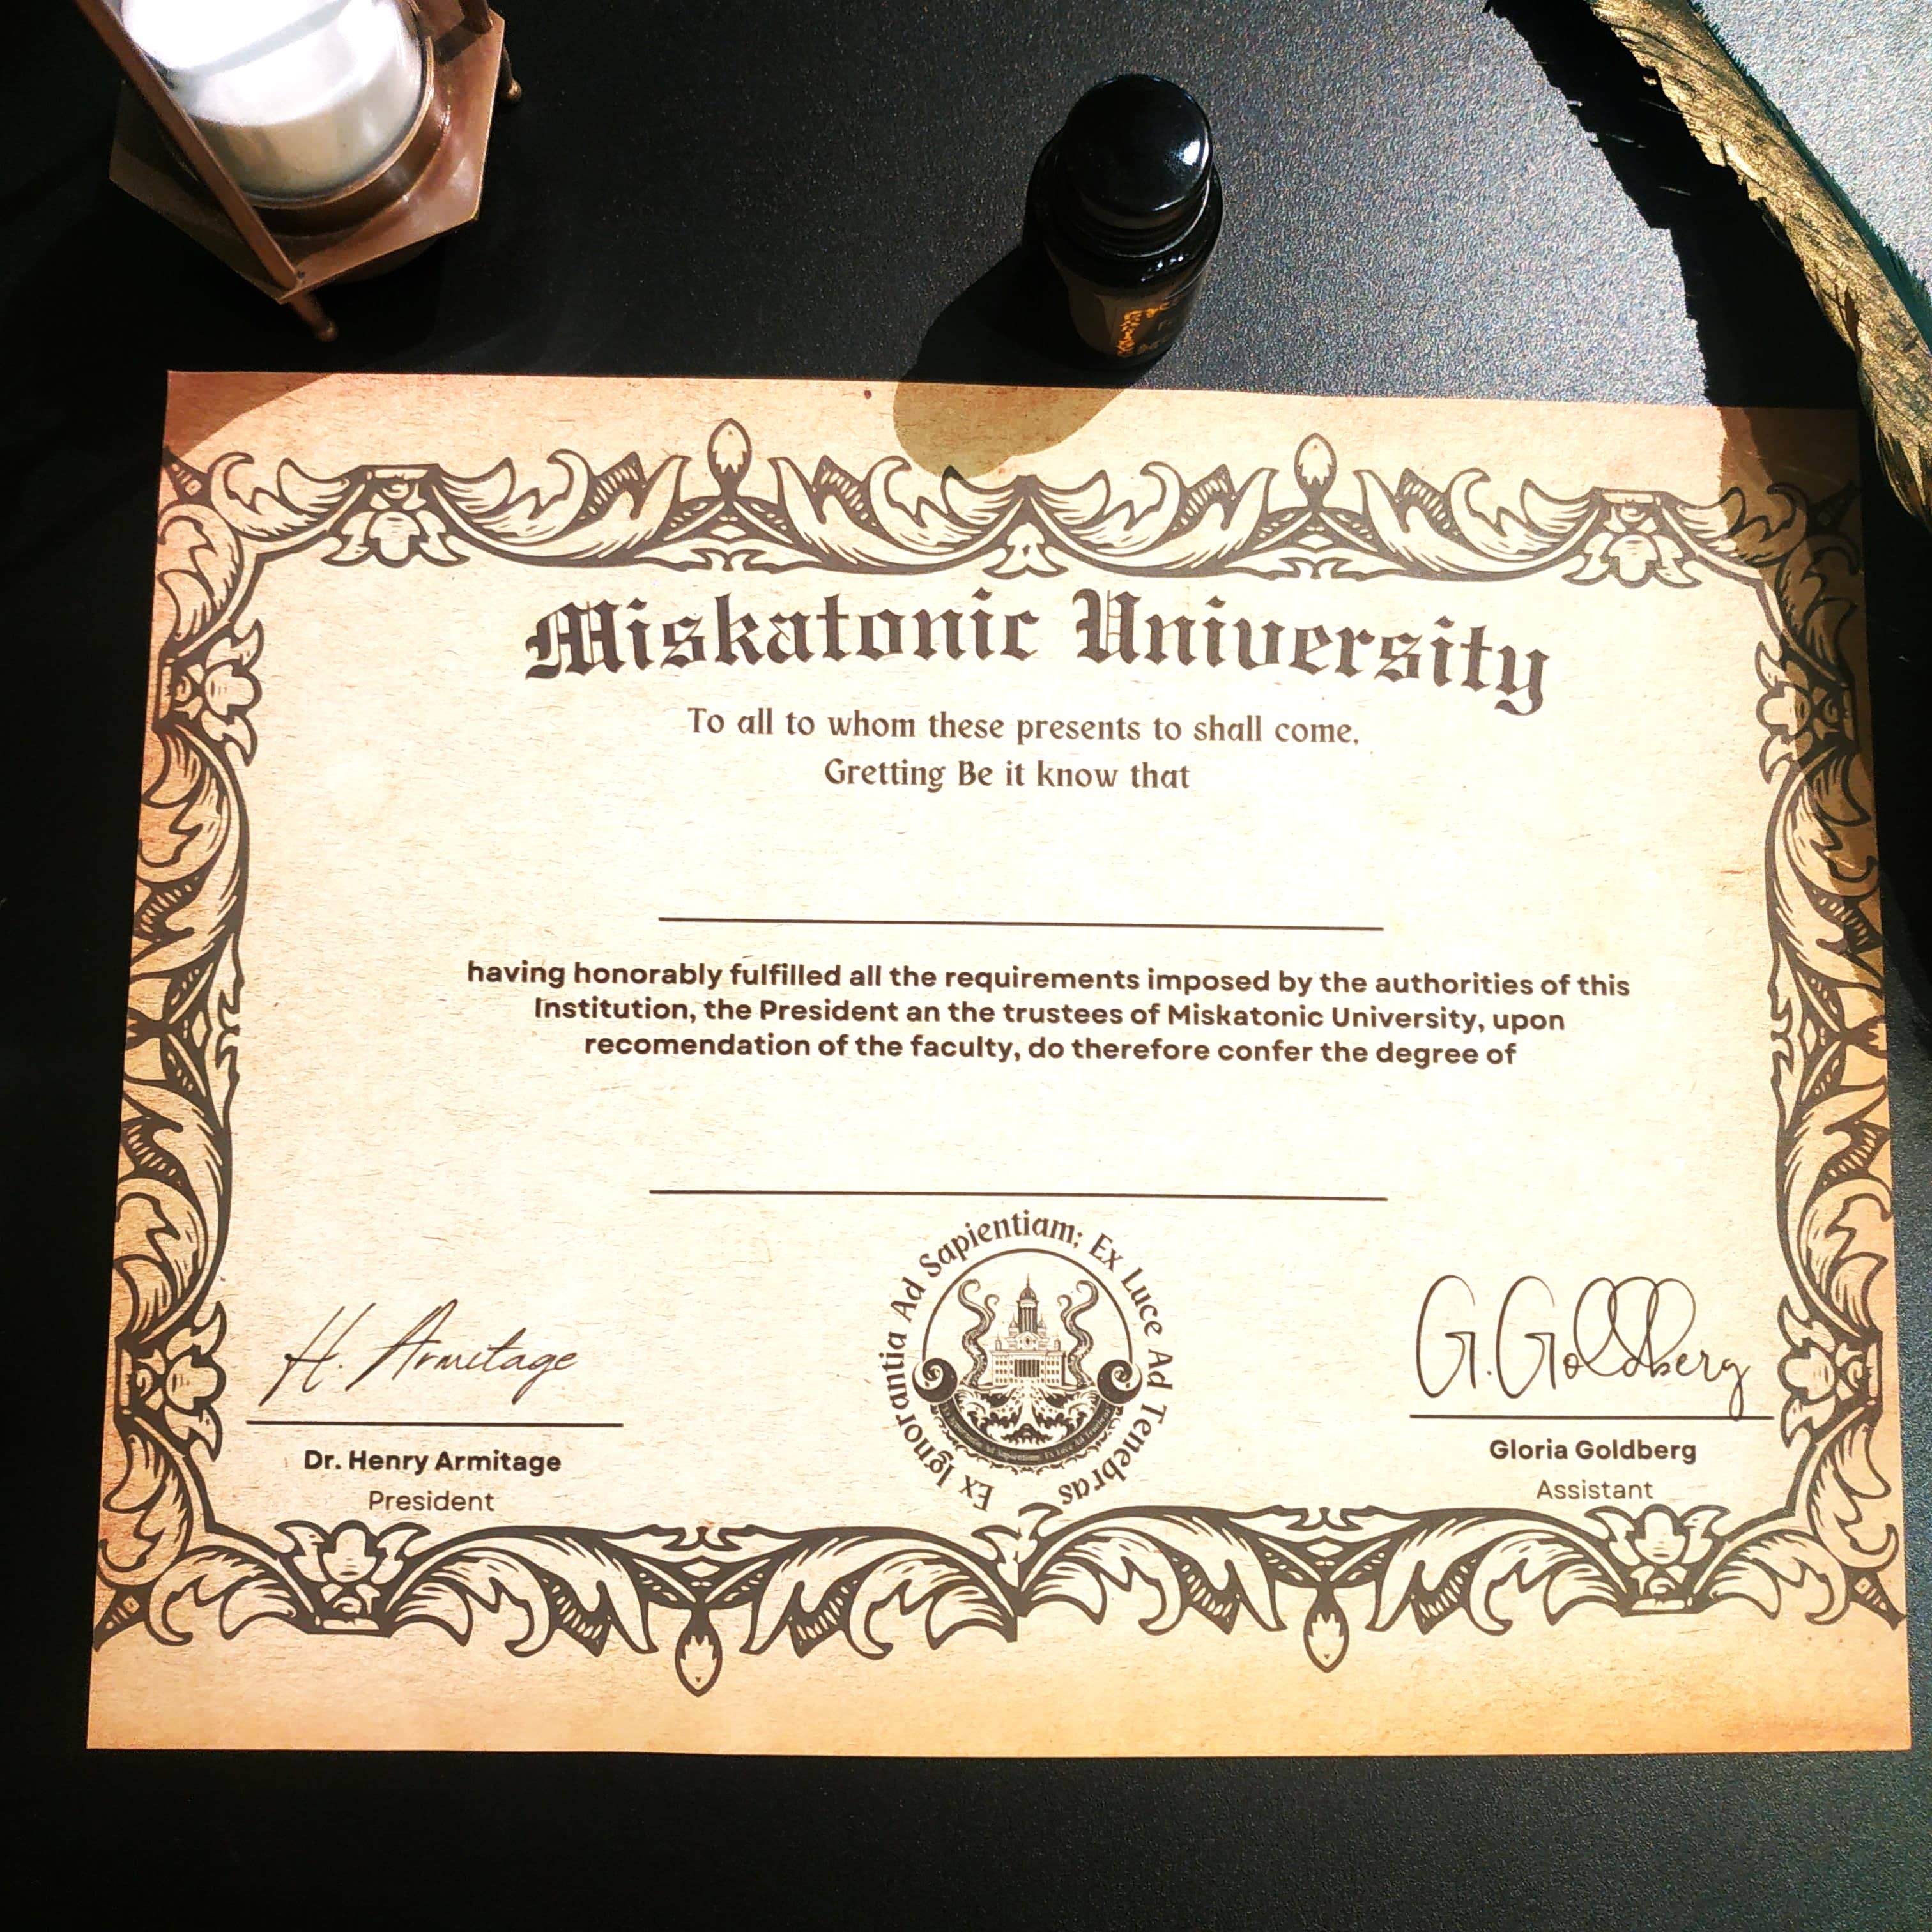 Miskatonic University
To all to whom these presents to shall come,
Gretting Be it know that
having honorably fulfilled all the requirements imposed by the authorities of this
Institution, the President an the trustees of Miskatonic University, upon
recomendation of the faculty, do therefore confer the degree of
Ex Ignorantia Ad Sapientiam; Ex Luce Ad Tenebras
H. Armitage
Dr. Henry Armitage
President
G. Goldberg
Gloria Goldberg
Assistant